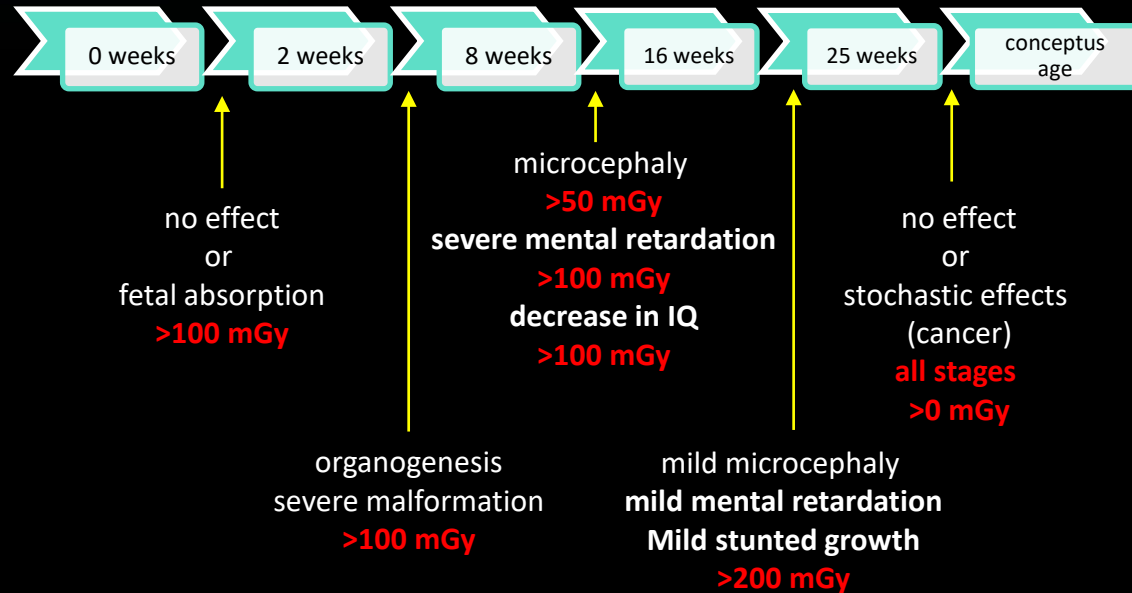 0 weeks
2 weeks
8 weeks
16 weeks
25 weeks
conceptus
age
no effect
or
fetal absorption
>100 mGy
organogenesis
severe malformation
>100 mGy
microcephaly
>50 mGy
severe mental retardation
>100 mGy
decrease in IQ
>100 mGy
mild microcephaly
mild mental retardation
Mild stunted growth
>200 mGy
no effect
or
stochastic effects
(cancer)
all stages
>0 mGy